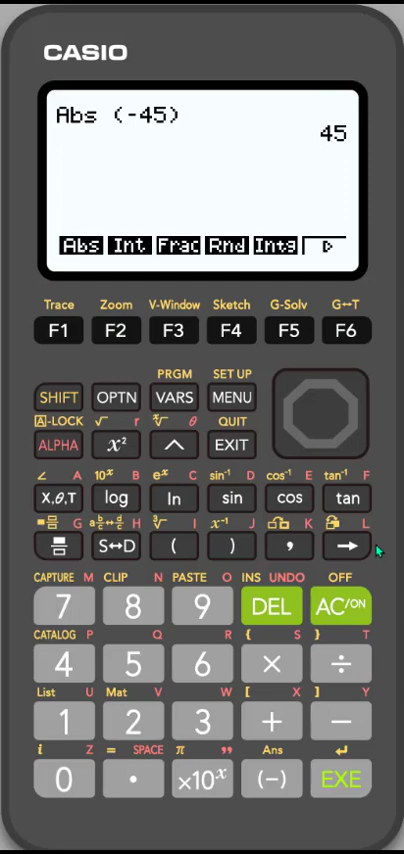 CASIO
Abs (-45)
45
Abs Int Frac Rnd Intg ▷
Trace Zoom V-Window Sketch G-Solv G↔T
F1 F2 F3 F4 F5 F6
PRGM SET UP
SHIFT OPTN VARS MENU
A-LOCK √‾ r ˣ√‾ θ QUIT
ALPHA x² ^ EXIT
∠ A 10ˣ B eˣ C sin⁻¹ D cos⁻¹ E tan⁻¹ F
X,θ,T log ln sin cos tan
G a b/c↔d/c H ³√‾ I x⁻¹ J K L
S↔D ( ) , →
CAPTURE M CLIP N PASTE O INS UNDO OFF
7 8 9 DEL AC/ON
CATALOG P Q R { S } T
4 5 6 × ÷
List U Mat V W [ X ] Y
1 2 3 + −
i Z = SPACE π " Ans ↵
0 . ×10ˣ (−) EXE